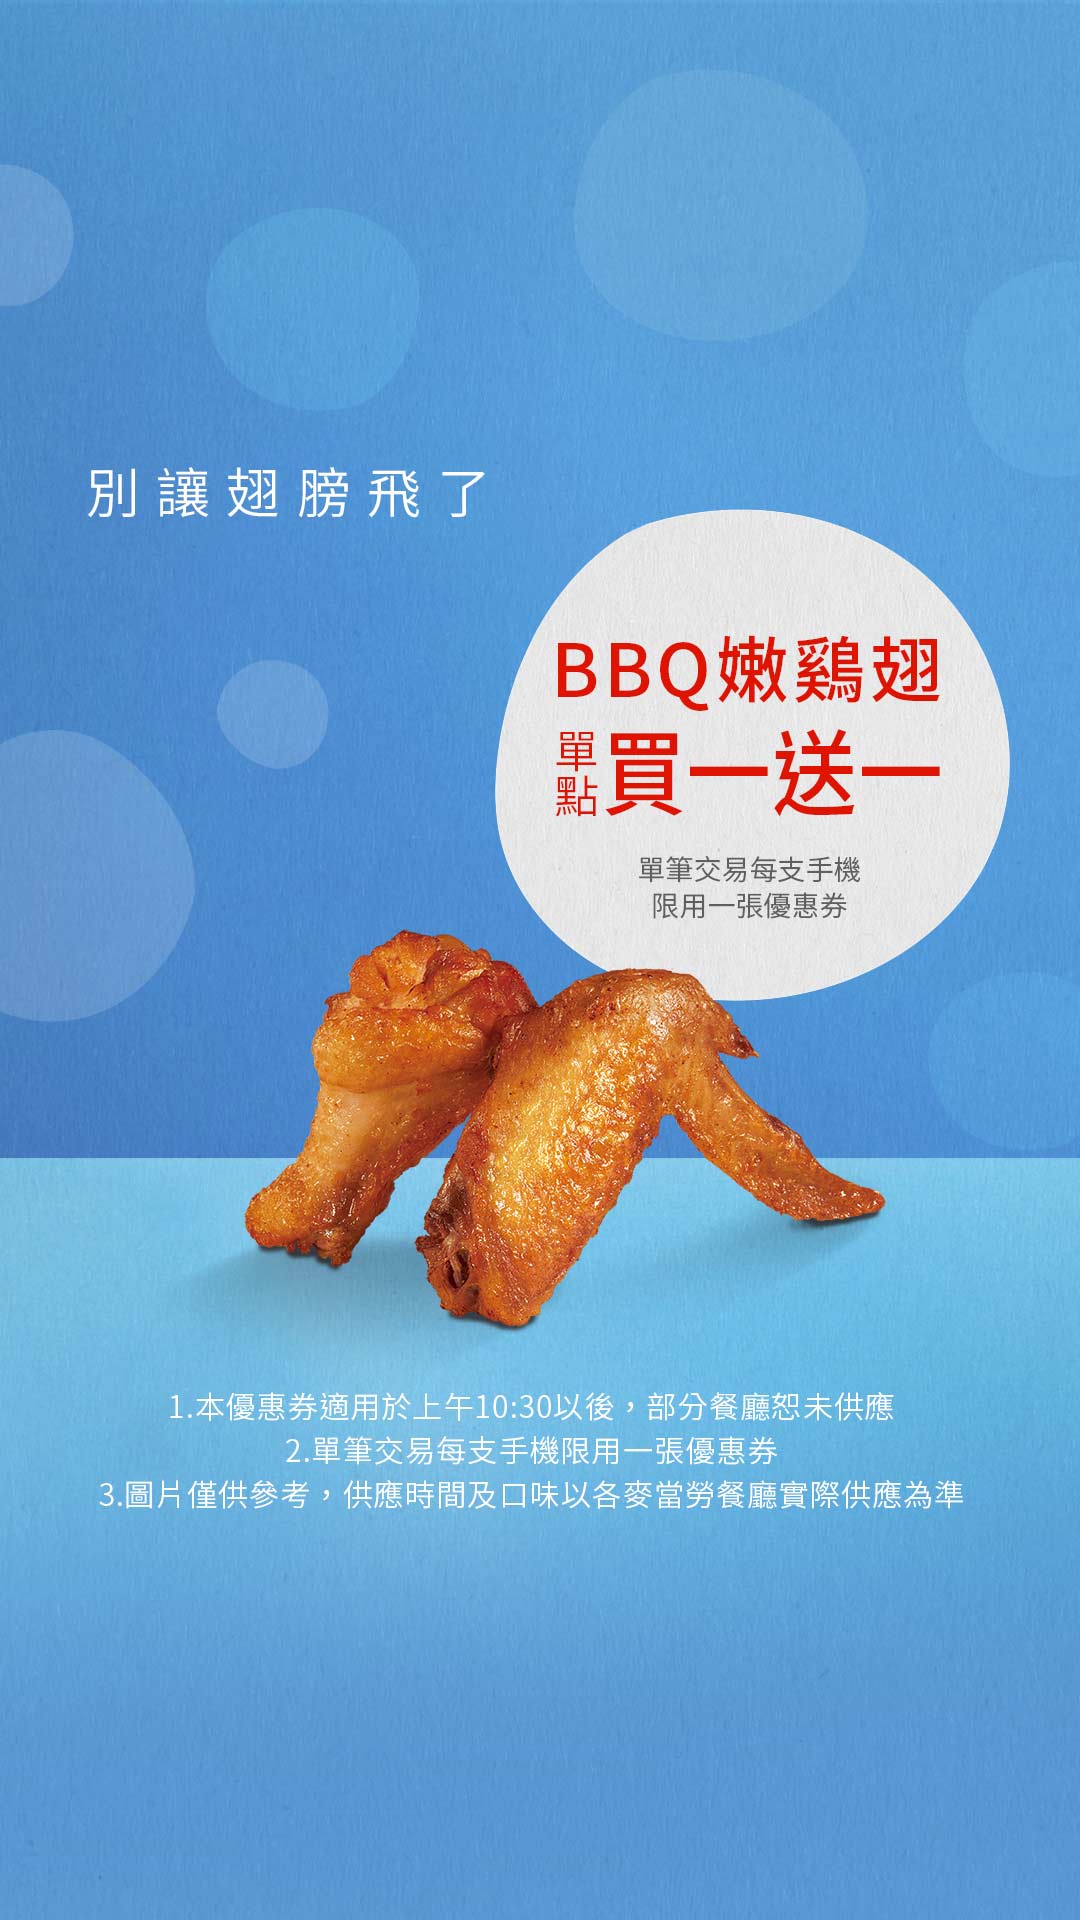 別讓翅膀飛了
BBQ嫩鷄翅
單點買一送一
單筆交易每支手機
限用一張優惠券
1.本優惠券適用於上午10:30以後，部分餐廳恕未供應
2.單筆交易每支手機限用一張優惠券
3.圖片僅供參考，供應時間及口味以各麥當勞餐廳實際供應為準